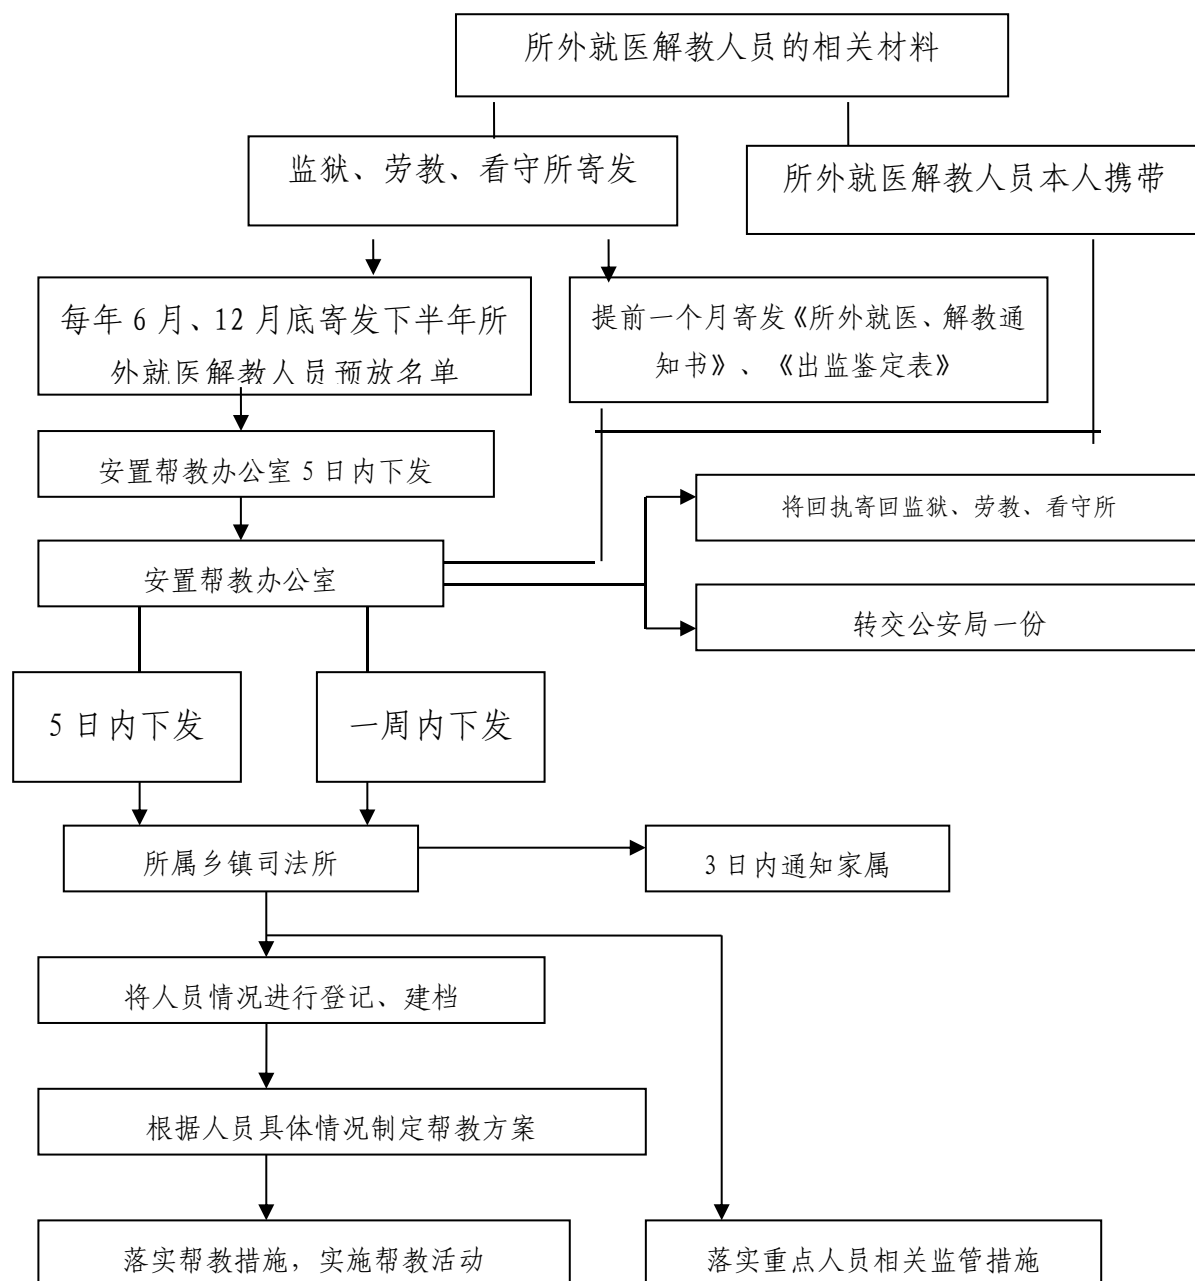 所外就医解教人员的相关材料
监狱、劳教、看守所寄发
所外就医解教人员本人携带
每年 6 月、12 月底寄发下半年所
外就医解教人员预放名单
提前一个月寄发《所外就医、解教通
知书》、《出监鉴定表》
安置帮教办公室 5 日内下发
将回执寄回监狱、劳教、看守所
安置帮教办公室
转交公安局一份
5 日内下发
一周内下发
所属乡镇司法所
3 日内通知家属
将人员情况进行登记、建档
根据人员具体情况制定帮教方案
落实帮教措施，实施帮教活动
落实重点人员相关监管措施